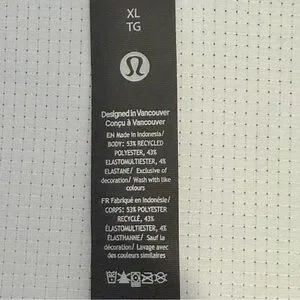 XL
TG
Designed in Vancouver
Conçu à Vancouver
EN Made in Indonesia/
BODY: 53% RECYCLED
POLYESTER, 43%
ELASTOMULTIESTER, 4%
ELASTANE/ Exclusive of
decoration/ Wash with like
colours
FR Fabriqué en Indonésie/
CORPS: 53% POLYESTER
RECYCLÉ, 43%
ÉLASTOMULTIESTER, 4%
ÉLASTHANNE/ Sauf la
décoration/ Lavage avec
des couleurs similaires